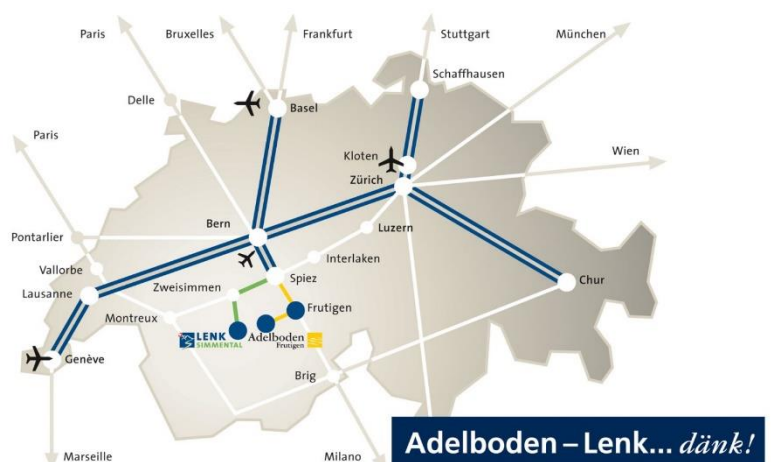 Paris
Bruxelles
Frankfurt
Stuttgart
München
Schaffhausen
Delle
Basel
Paris
Kloten
Wien
Zürich
Bern
Luzern
Pontarlier
Interlaken
Vallorbe
Zweisimmen
Spiez
Chur
Lausanne
Frutigen
Montreux
LENK
SIMMENTAL
Adelboden
Frutigen
Genève
Brig
Adelboden – Lenk... dänk!
Marseille
Milano